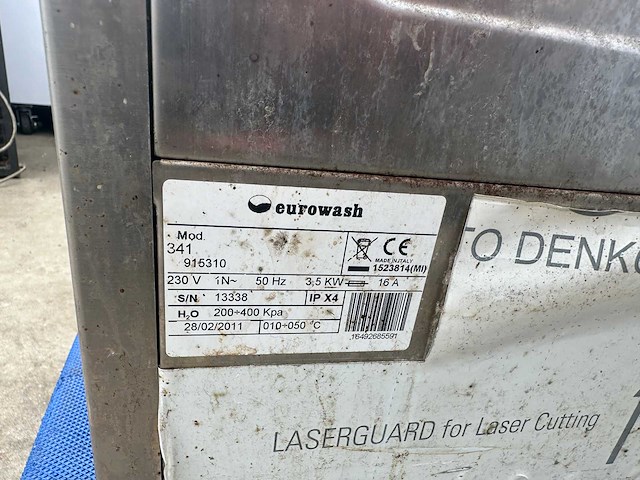 eurowash
Mod.
341
915310
CE
MADE IN ITALY
1523814(MI)
230 V 1N~ 50 Hz 3,5 KW 16 A
S/N 13338 IP X4
H₂O 200÷400 Kpa
28/02/2011 010÷050 °C
16492685591
TO DENKO
LASERGUARD for Laser Cutting